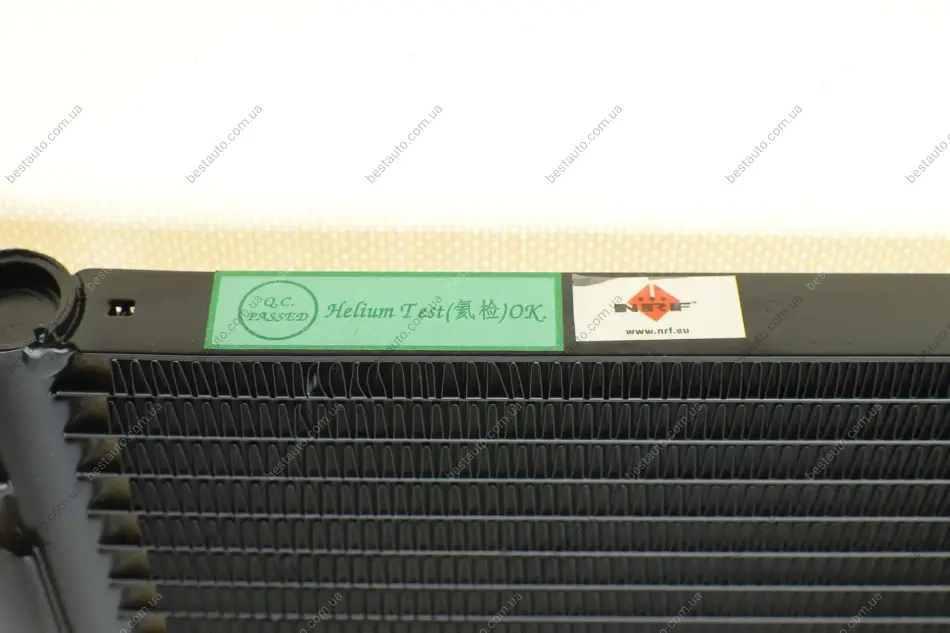 Q.C.
PASSED
Helium Test(氦检)OK.
NRF
www.nrf.eu
bestauto.com.ua